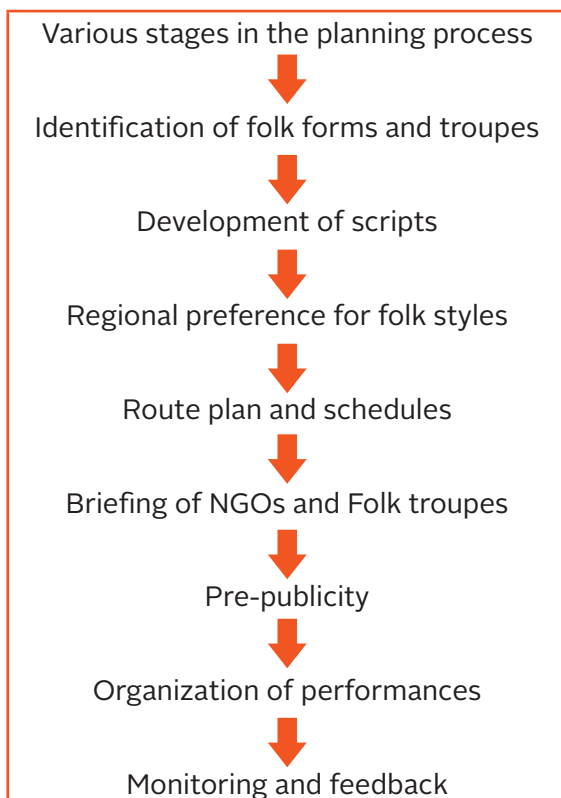 Various stages in the planning process
Identification of folk forms and troupes
Development of scripts
Regional preference for folk styles
Route plan and schedules
Briefing of NGOs and Folk troupes
Pre-publicity
Organization of performances
Monitoring and feedback